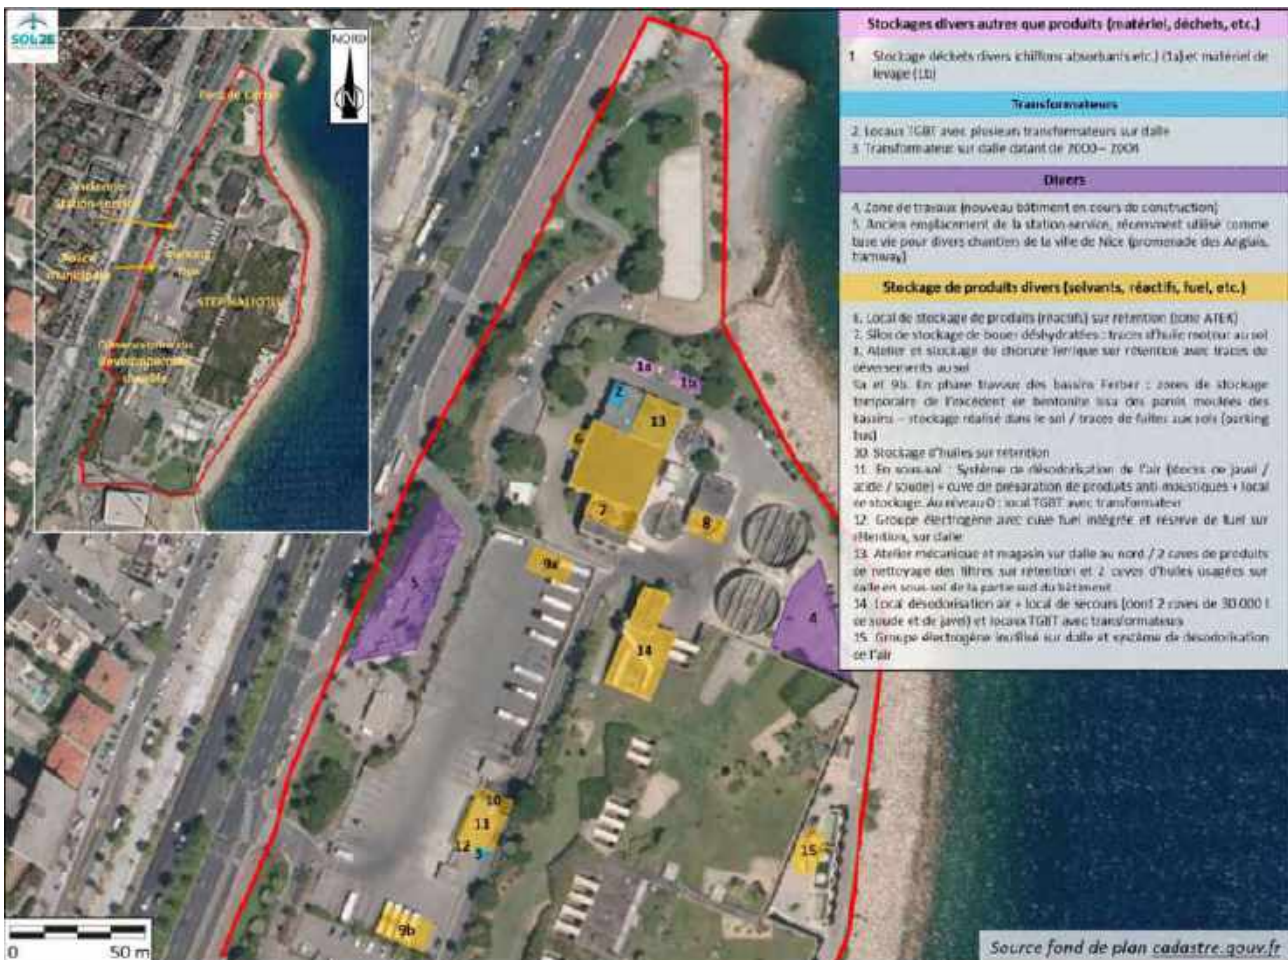 SOL2E
NORD
N
Parc de Carras
Ancienne
Station-service
Police
municipale
Parking
bus
STEP HALIOTIS
développement
durable
Stockages divers autres que produits (matériel, déchets, etc.)
1 Stockage déchets divers (chiffons absorbants etc.) (1a) et matériel de
levage (1b)
Transformateurs
2. Locaux TGBT avec plusieurs transformateurs sur dalle
3. Transformateur sur dalle datant de
Divers
4. Zone de travaux (nouveau bâtiment en cours de construction)
5. Ancien emplacement de la station-service, récemment utilisé comme
base vie pour divers chantiers de la ville de Nice (promenade des Anglais,
tramway)
Stockage de produits divers (solvants, réactifs, fuel, etc.)
6. Local de stockage de produits (réactifs) sur rétention (zone ATEX)
7. Silos de stockage de boues déshydratées : traces d'huile moteur au sol
8. Atelier et stockage de chlorure ferrique sur rétention avec traces de
déversements au sol
9a et 9b. En phase travaux des bassins Ferber : zones de stockage
temporaire de l'excédent de bentonite issu des parois moulées des
bassins – stockage réalisé dans le sol / traces de fuites aux sols (parking
bus)
10. Stockage d'huiles sur rétention
11. En sous-sol : Système de désodorisation de l'air (stocks de javel /
acide / soude) + cuve de préparation de produits anti-moustiques + local
de stockage. Au niveau 0 : local TGBT avec transformateur
12. Groupe électrogène avec cuve fuel intégrée et réserve de fuel sur
rétention, sur dalle
13. Atelier mécanique et magasin sur dalle au nord / 2 cuves de produits
de nettoyage des filtres sur rétention et 2 cuves d'huiles usagées sur
dalle en sous-sol de la partie sud du bâtiment
14. Local désodorisation air + local de secours (dont 2 cuves de 30 000 l
de soude et de javel) et locaux TGBT avec transformateurs
15. Groupe électrogène inutilisé sur dalle et système de désodorisation
de l'air
1a
1b
2
13
6
7
8
9a
5
4
14
10
11
12
3
15
9b
0 50 m
Source fond de plan cadastre.gouv.fr